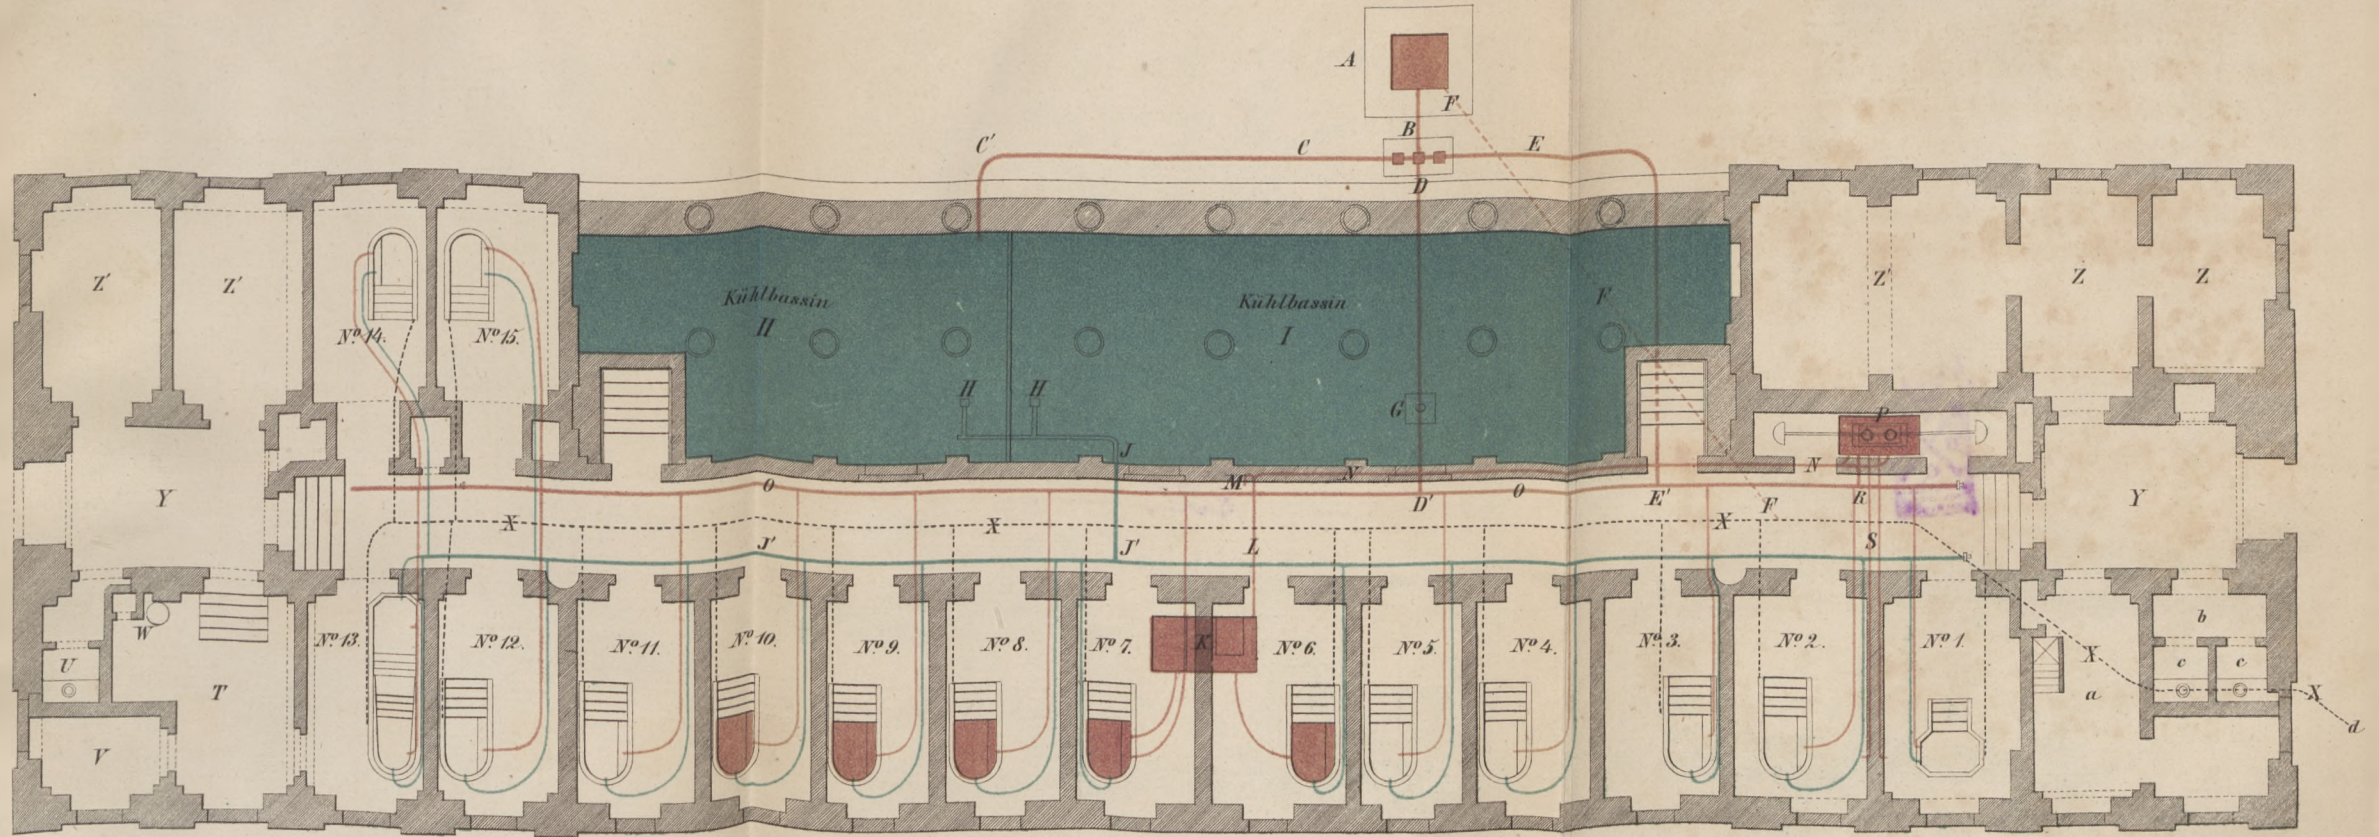 A
F
B
C'
C
E
D
Z'
Z'
Nº 14.
Nº 15.
Kühlbassin
II
Kühlbassin
I
F
Z'
Z
Z
H
H
G
P
J
M
N
N
Y
O
D'
O
E'
F
R
Y
X
J'
X
J'
L
X
S
W
U
T
V
Nº 13.
Nº 12.
Nº 11.
Nº 10.
Nº 9.
Nº 8.
Nº 7.
K
Nº 6.
Nº 5.
Nº 4.
Nº 3.
Nº 2.
Nº 1.
X
a
b
c
c
X
d